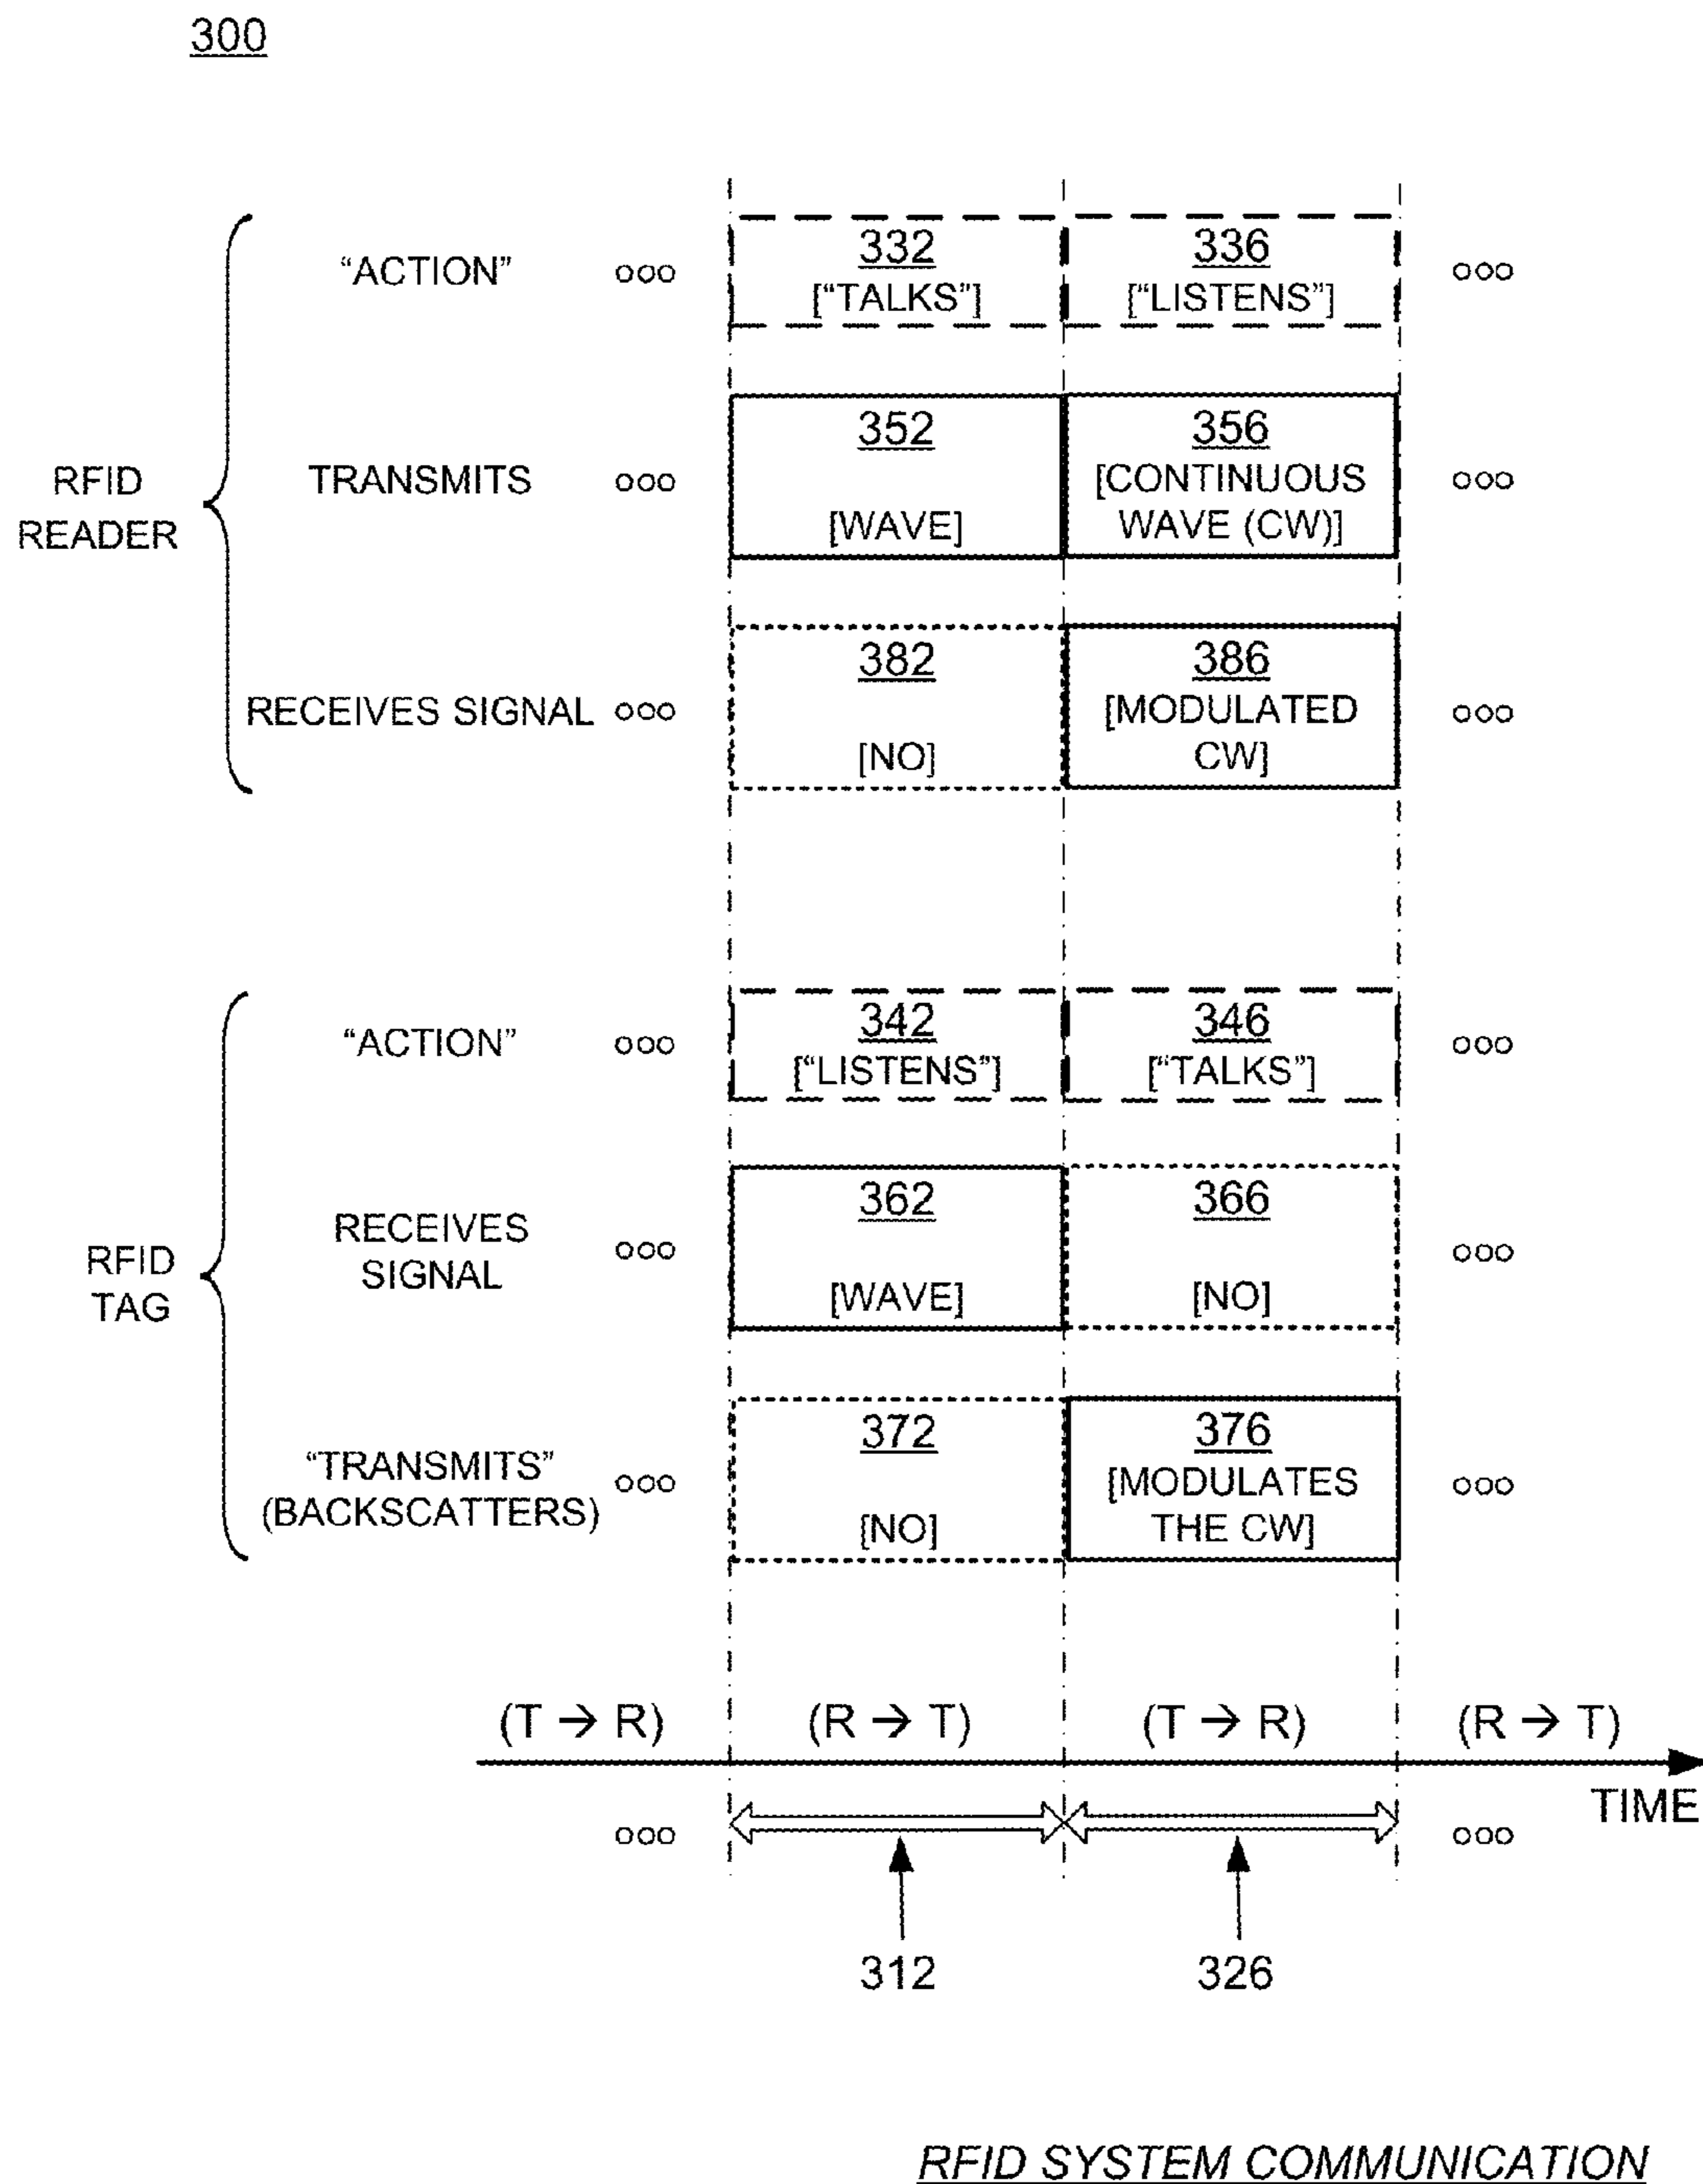 300
"ACTION" ooo 332 336 ooo
["TALKS"] ["LISTENS"]
RFID
READER
TRANSMITS ooo 352 356 ooo
[WAVE] [CONTINUOUS
WAVE (CW)]
RECEIVES SIGNAL ooo 382 386 ooo
[NO] [MODULATED
CW]
"ACTION" ooo 342 346 ooo
["LISTENS"] ["TALKS"]
RFID
TAG
RECEIVES
SIGNAL
ooo 362 366 ooo
[WAVE] [NO]
"TRANSMITS"
(BACKSCATTERS)
ooo 372 376 ooo
[NO] [MODULATES
THE CW]
(T → R) (R → T) (T → R) (R → T)
TIME
ooo ooo
312 326
RFID SYSTEM COMMUNICATION